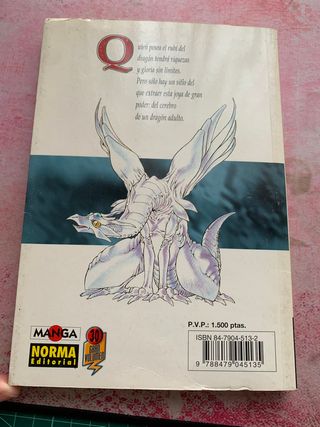 Quien posea el rubí del
dragón tendrá riquezas
y gloria sin límites.
Pero sólo hay un sitio del
que extraer esta joya de gran
poder: del cerebro
de un dragón adulto.
P.V.P.: 1.500 ptas.
ISBN 84-7904-513-2
9 788479 045135
MANGA
NORMA
Editorial